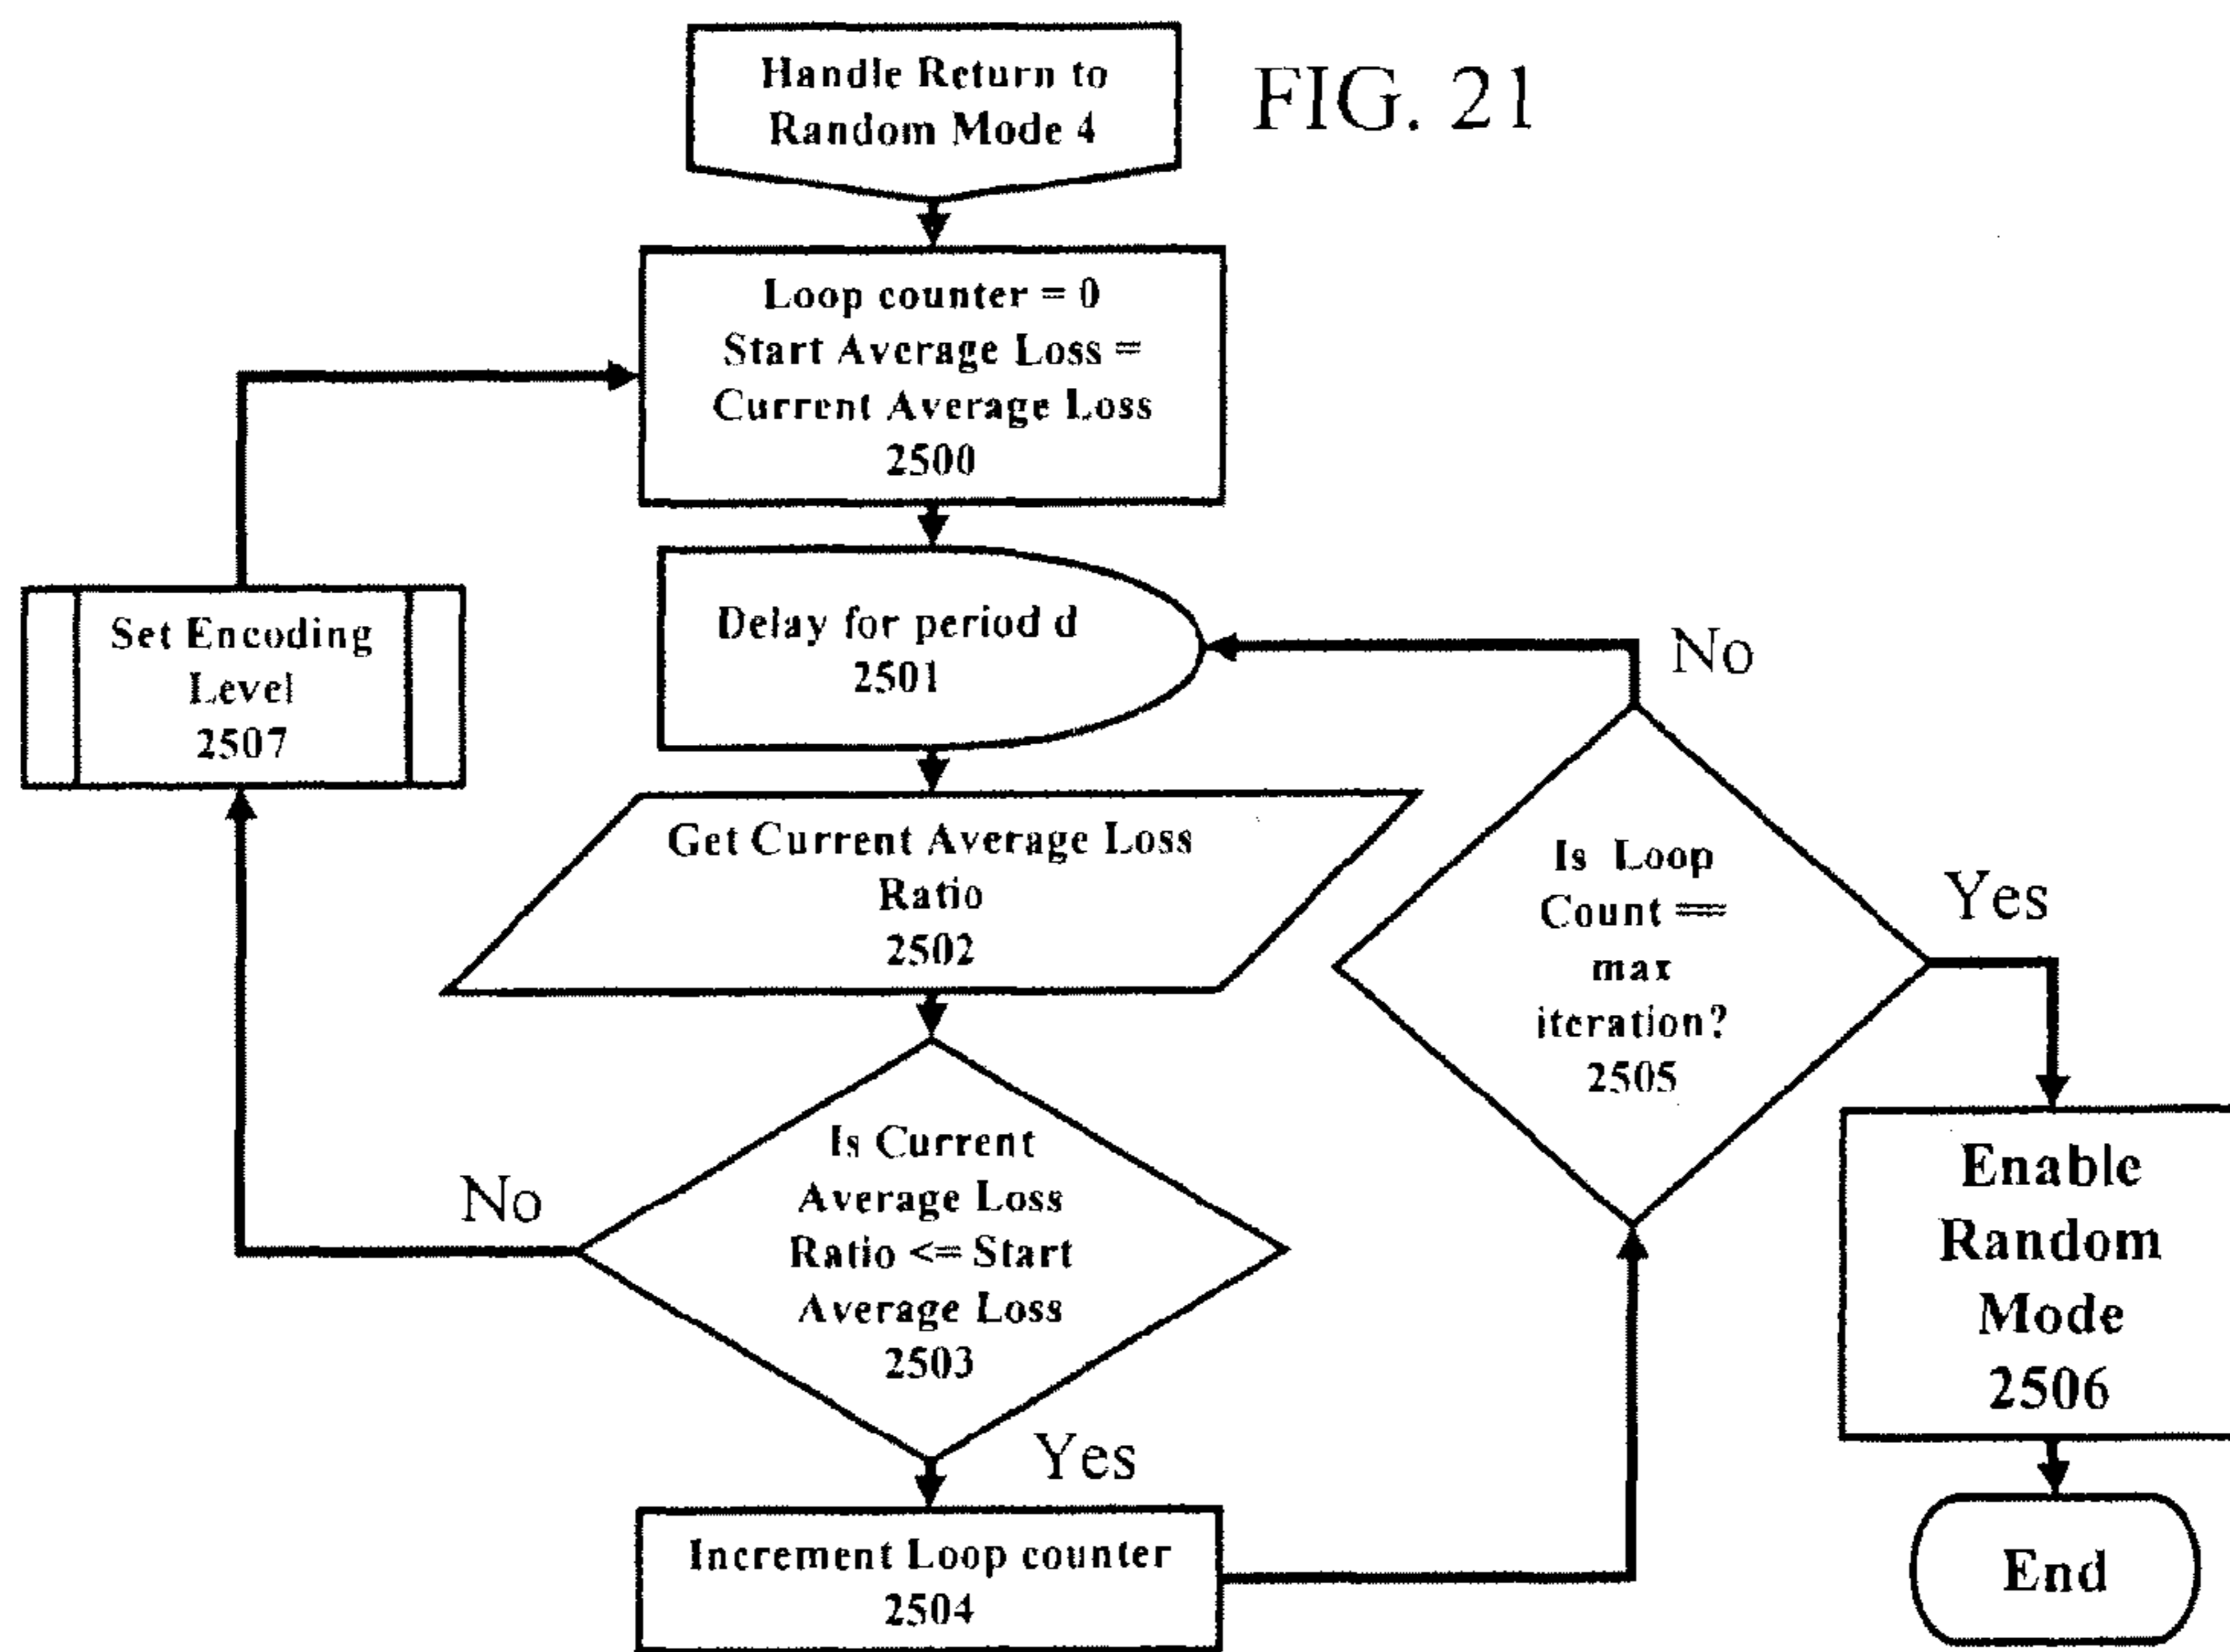 Handle Return to
Random Mode 4
FIG. 21
Loop counter = 0
Start Average Loss =
Current Average Loss
2500
Delay for period d
2501
No
Set Encoding
Level
2507
Get Current Average Loss
Ratio
2502
Is Loop
Count ==
max
iteration?
2505
Yes
Is Current
Average Loss
Ratio <= Start
Average Loss
2503
No
Yes
Enable
Random
Mode
2506
Increment Loop counter
2504
End